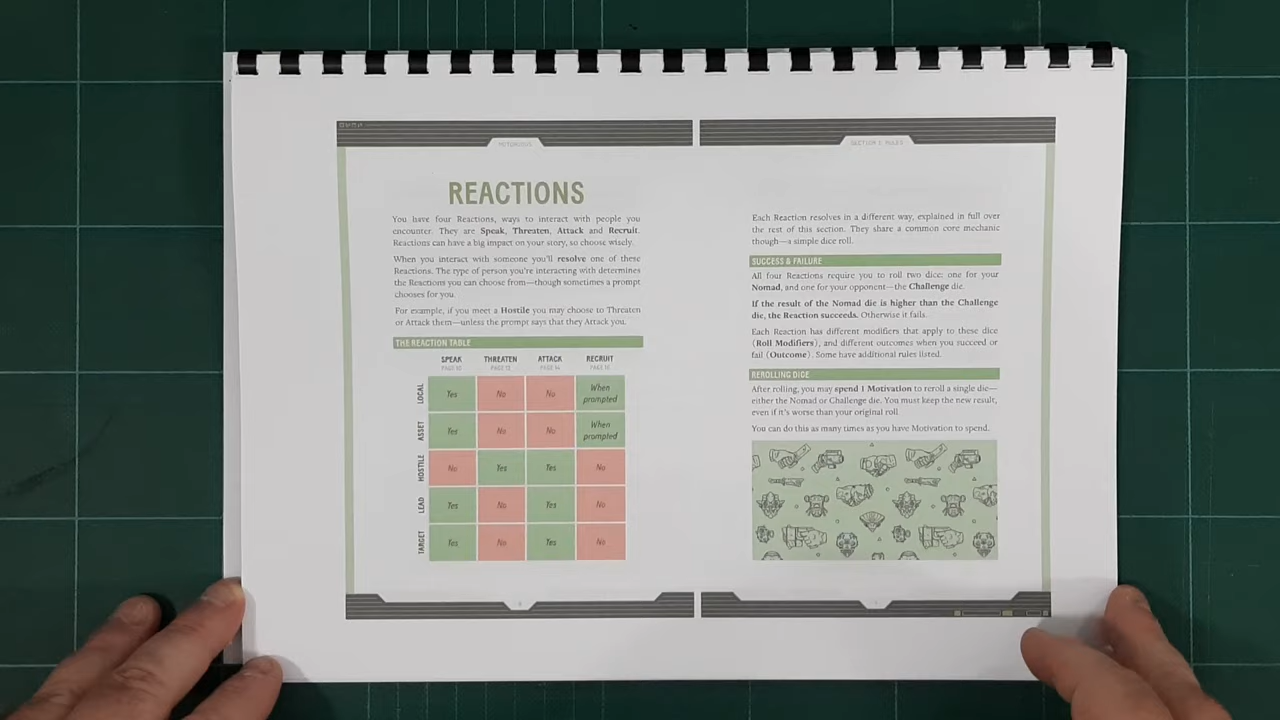 NOTORIOUS
REACTIONS
You have four Reactions, ways to interact with people you
encounter. They are Speak, Threaten, Attack and Recruit.
Reactions can have a big impact on your story, so choose wisely.
When you interact with someone you'll resolve one of these
Reactions. The type of person you're interacting with determines
the Reactions you can choose from—though sometimes a prompt
chooses for you.
For example, if you meet a Hostile you may choose to Threaten
or Attack them—unless the prompt says that they Attack you.
THE REACTION TABLE
SPEAK THREATEN ATTACK RECRUIT
PAGE 10 PAGE 12 PAGE 14 PAGE 16
LOCAL Yes No No When prompted
ASSET Yes No No When prompted
HOSTILE No Yes Yes No
LEAD Yes No Yes No
TARGET Yes No Yes No
8
SECTION 1: RULES
Each Reaction resolves in a different way, explained in full over
the rest of this section. They share a common core mechanic
though—a simple dice roll.
SUCCESS & FAILURE
All four Reactions require you to roll two dice: one for your
Nomad, and one for your opponent—the Challenge die.
If the result of the Nomad die is higher than the Challenge
die, the Reaction succeeds. Otherwise it fails.
Each Reaction has different modifiers that apply to these dice
(Roll Modifiers), and different outcomes when you succeed or
fail (Outcome). Some have additional rules listed.
REROLLING DICE
After rolling, you may spend 1 Motivation to reroll a single die—
either the Nomad or Challenge die. You must keep the new result,
even if it's worse than your original roll.
You can do this as many times as you have Motivation to spend.